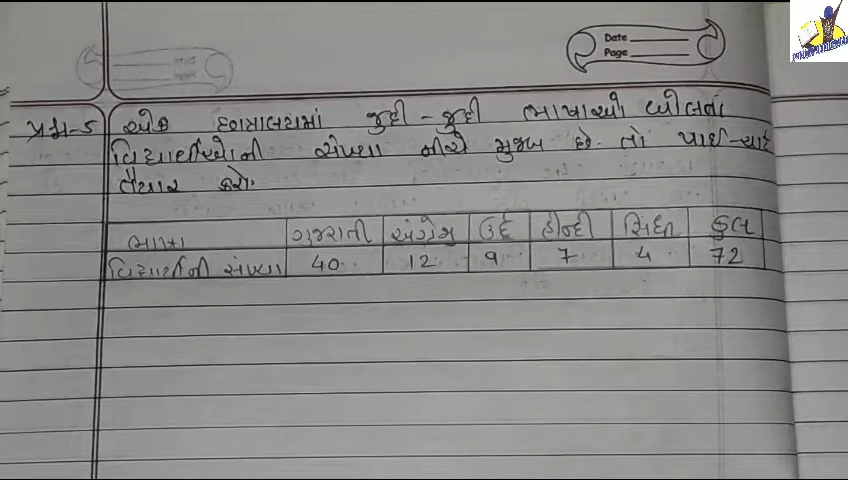 Date
Page
પ્રશ્ન-5 એક છાત્રાલયમાં જુદી-જુદી ભાષાઓ બોલતા
વિદ્યાર્થીઓની સંખ્યા નીચે મુજબ છે. તો પાઈ-ચાર્ટ
તૈયાર કરો.
ભાષા ગુજરાતી અંગ્રેજી ઉર્દૂ હીન્દી સિંધી કુલ
વિદ્યાર્થીની સંખ્યા 40 12 9 7 4 72